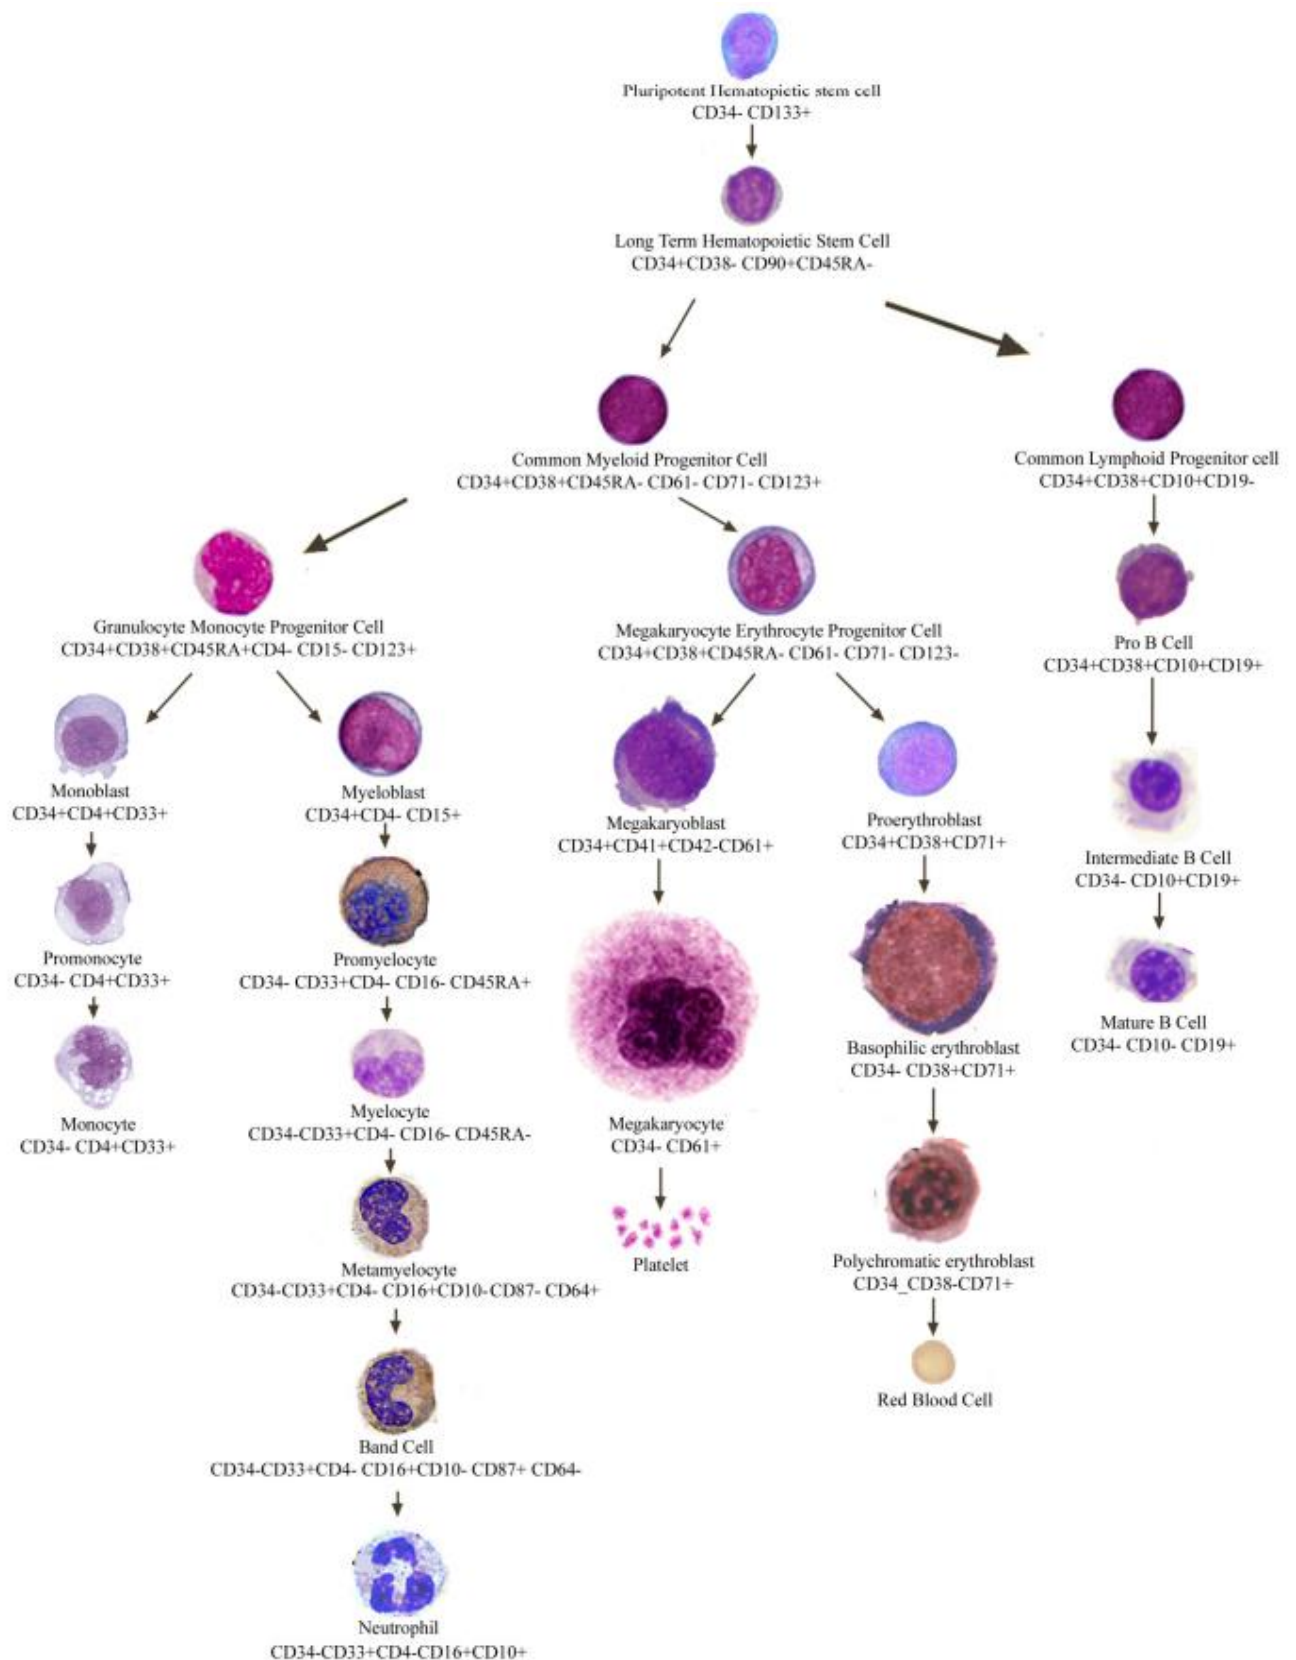 Pluripotent Hematopietic stem cell
CD34- CD133+
Long Term Hematopoietic Stem Cell
CD34+CD38- CD90+CD45RA-
Common Myeloid Progenitor Cell
CD34+CD38+CD45RA- CD61- CD71- CD123+
Common Lymphoid Progenitor cell
CD34+CD38+CD10+CD19-
Granulocyte Monocyte Progenitor Cell
CD34+CD38+CD45RA+CD4- CD15- CD123+
Megakaryocyte Erythrocyte Progenitor Cell
CD34+CD38+CD45RA- CD61- CD71- CD123-
Pro B Cell
CD34+CD38+CD10+CD19+
Monoblast
CD34+CD4+CD33+
Myeloblast
CD34+CD4- CD15+
Megakaryoblast
CD34+CD41+CD42-CD61+
Proerythroblast
CD34+CD38+CD71+
Intermediate B Cell
CD34- CD10+CD19+
Promonocyte
CD34- CD4+CD33+
Promyelocyte
CD34- CD33+CD4- CD16- CD45RA+
Basophilic erythroblast
CD34- CD38+CD71+
Mature B Cell
CD34- CD10- CD19+
Monocyte
CD34- CD4+CD33+
Myelocyte
CD34-CD33+CD4- CD16- CD45RA-
Megakaryocyte
CD34- CD61+
Metamyelocyte
CD34-CD33+CD4- CD16+CD10-CD87- CD64+
Platelet
Polychromatic erythroblast
CD34_CD38-CD71+
Red Blood Cell
Band Cell
CD34-CD33+CD4- CD16+CD10- CD87+ CD64-
Neutrophil
CD34-CD33+CD4-CD16+CD10+